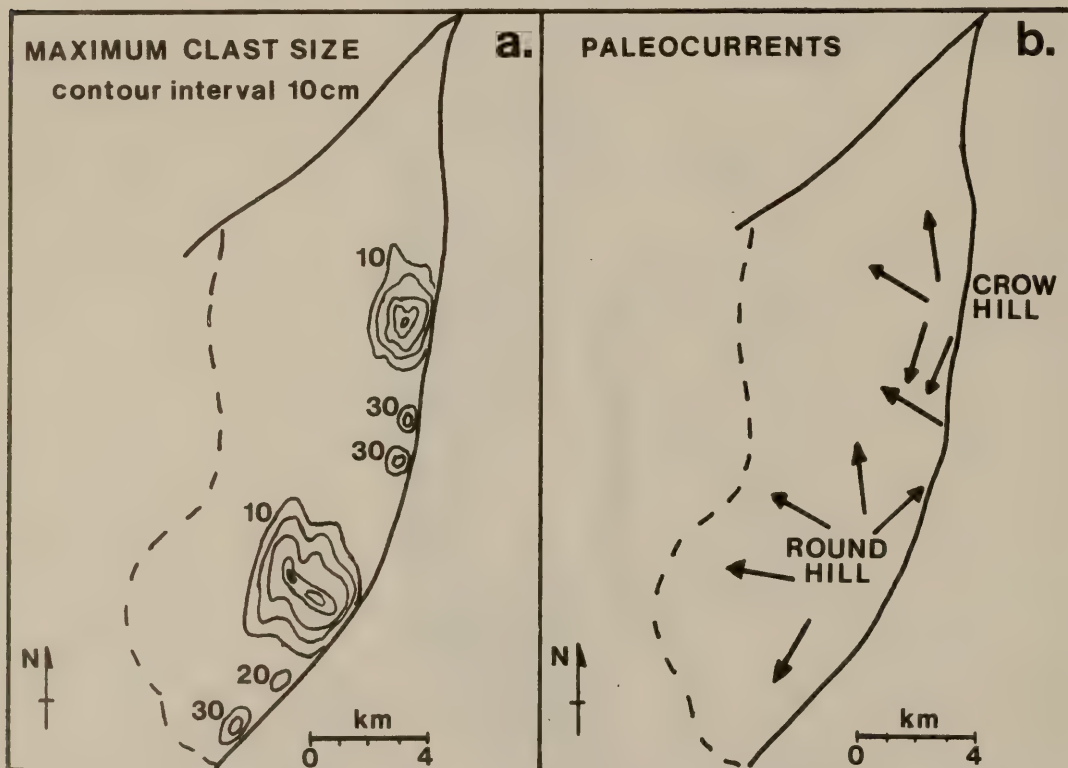 MAXIMUM CLAST SIZE
contour interval 10cm
a.
10
30
30
10
20
30
N
km
0 4
PALEOCURRENTS
b.
CROW
HILL
ROUND
HILL
N
km
0 4